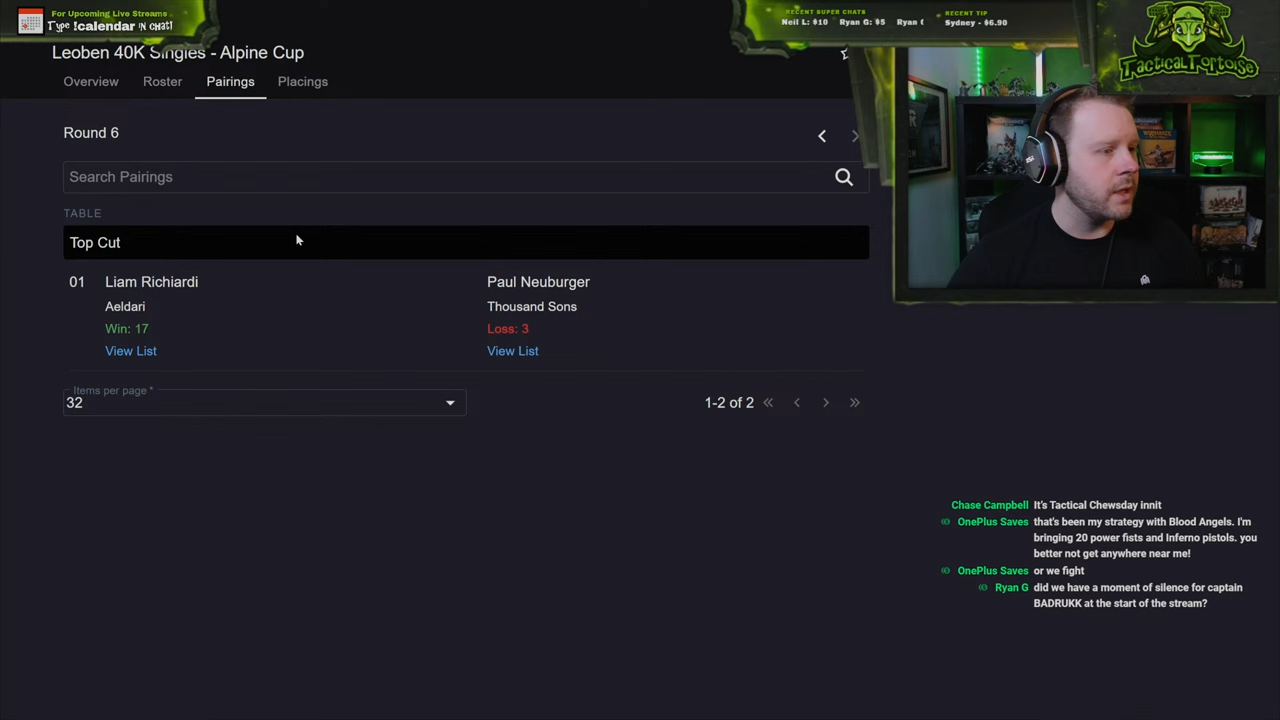 For Upcoming Live Streams
Type !calendar in chat!
RECENT SUPER CHATS
Neil L: $10 Ryan G: $5 Ryan (
RECENT TIP
Sydney - $6.90
TacticalTortoise
Leoben 40K Singles - Alpine Cup
Overview Roster Pairings Placings
Round 6
Search Pairings
TABLE
Top Cut
01 Liam Richiardi Paul Neuburger
Aeldari Thousand Sons
Win: 17 Loss: 3
View List View List
Items per page *
32
1-2 of 2
Chase Campbell It's Tactical Chewsday innit
OnePlus Saves that's been my strategy with Blood Angels. I'm
bringing 20 power fists and Inferno pistols. you
better not get anywhere near me!
OnePlus Saves or we fight
Ryan G did we have a moment of silence for captain
BADRUKK at the start of the stream?